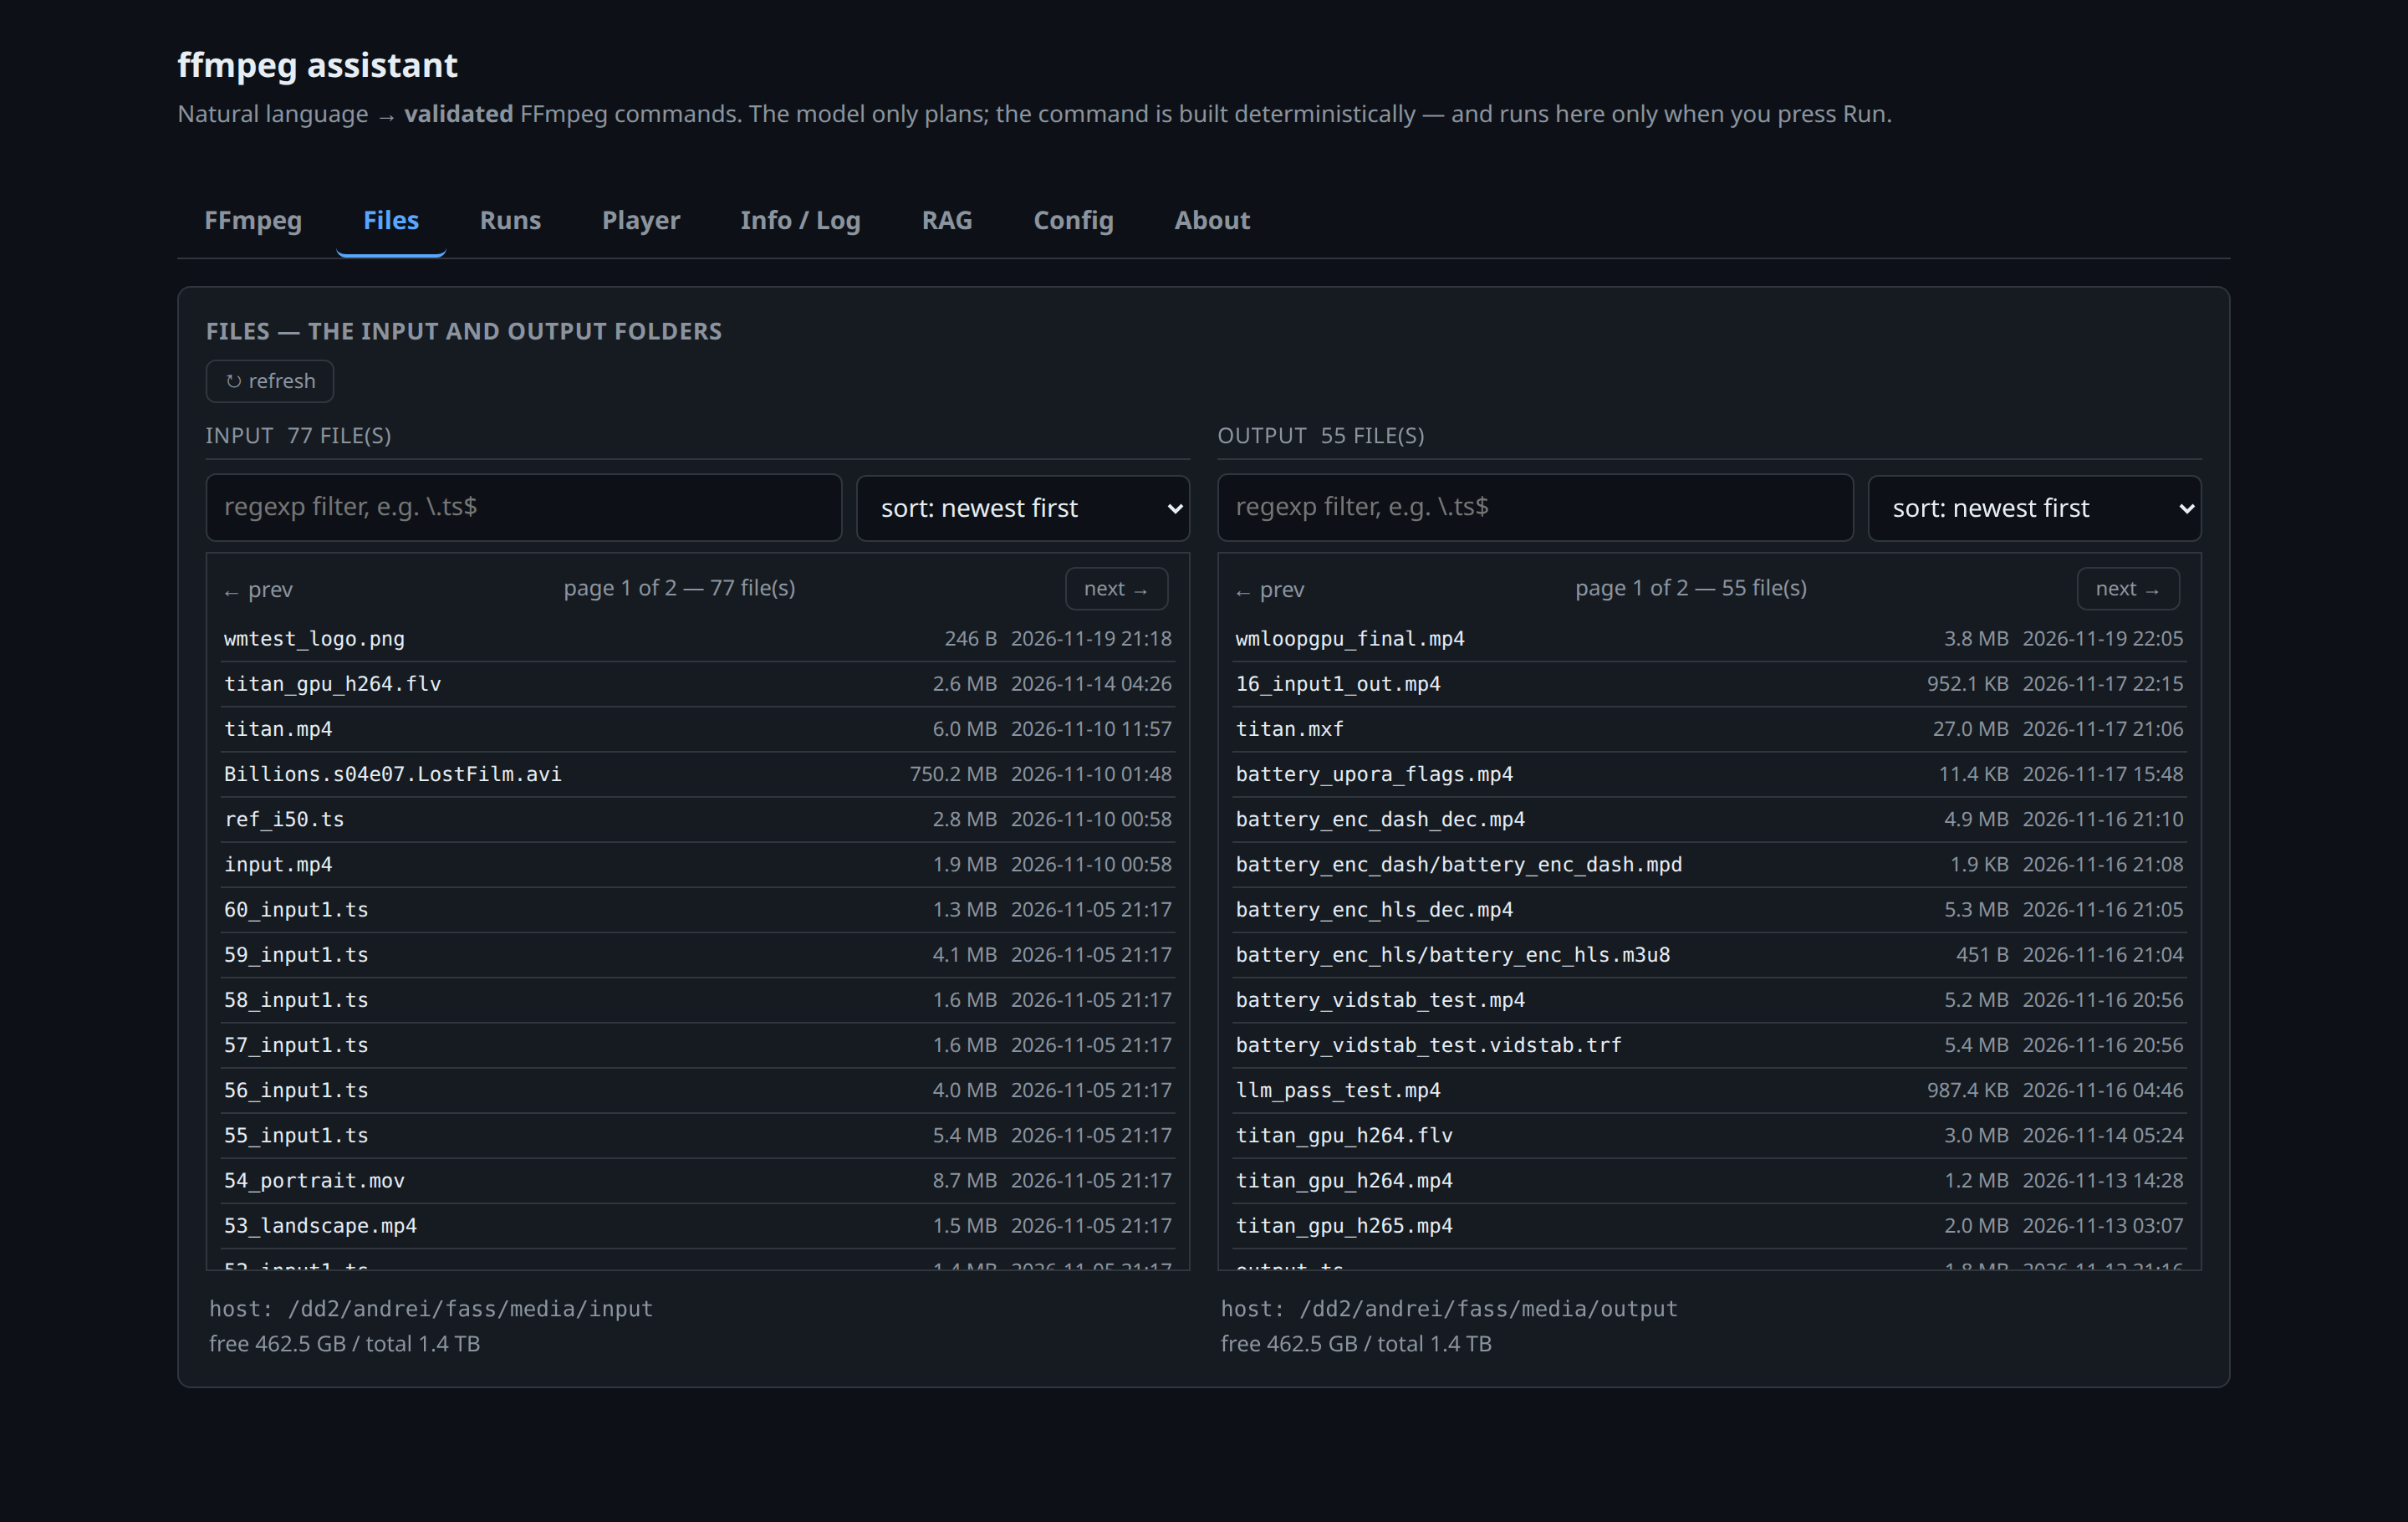 ffmpeg assistant
Natural language → validated FFmpeg commands. The model only plans; the command is built deterministically — and runs here only when you press Run.
FFmpeg Files Runs Player Info / Log RAG Config About
FILES — THE INPUT AND OUTPUT FOLDERS
↻ refresh
INPUT 77 FILE(S)
regexp filter, e.g. \.ts$ sort: newest first
← prev page 1 of 2 — 77 file(s) next →
wmtest_logo.png 246 B 2026-11-19 21:18
titan_gpu_h264.flv 2.6 MB 2026-11-14 04:26
titan.mp4 6.0 MB 2026-11-10 11:57
Billions.s04e07.LostFilm.avi 750.2 MB 2026-11-10 01:48
ref_i50.ts 2.8 MB 2026-11-10 00:58
input.mp4 1.9 MB 2026-11-10 00:58
60_input1.ts 1.3 MB 2026-11-05 21:17
59_input1.ts 4.1 MB 2026-11-05 21:17
58_input1.ts 1.6 MB 2026-11-05 21:17
57_input1.ts 1.6 MB 2026-11-05 21:17
56_input1.ts 4.0 MB 2026-11-05 21:17
55_input1.ts 5.4 MB 2026-11-05 21:17
54_portrait.mov 8.7 MB 2026-11-05 21:17
53_landscape.mp4 1.5 MB 2026-11-05 21:17
host: /dd2/andrei/fass/media/input
free 462.5 GB / total 1.4 TB
OUTPUT 55 FILE(S)
regexp filter, e.g. \.ts$ sort: newest first
← prev page 1 of 2 — 55 file(s) next →
wmloopgpu_final.mp4 3.8 MB 2026-11-19 22:05
16_input1_out.mp4 952.1 KB 2026-11-17 22:15
titan.mxf 27.0 MB 2026-11-17 21:06
battery_upora_flags.mp4 11.4 KB 2026-11-17 15:48
battery_enc_dash_dec.mp4 4.9 MB 2026-11-16 21:10
battery_enc_dash/battery_enc_dash.mpd 1.9 KB 2026-11-16 21:08
battery_enc_hls_dec.mp4 5.3 MB 2026-11-16 21:05
battery_enc_hls/battery_enc_hls.m3u8 451 B 2026-11-16 21:04
battery_vidstab_test.mp4 5.2 MB 2026-11-16 20:56
battery_vidstab_test.vidstab.trf 5.4 MB 2026-11-16 20:56
llm_pass_test.mp4 987.4 KB 2026-11-16 04:46
titan_gpu_h264.flv 3.0 MB 2026-11-14 05:24
titan_gpu_h264.mp4 1.2 MB 2026-11-13 14:28
titan_gpu_h265.mp4 2.0 MB 2026-11-13 03:07
host: /dd2/andrei/fass/media/output
free 462.5 GB / total 1.4 TB